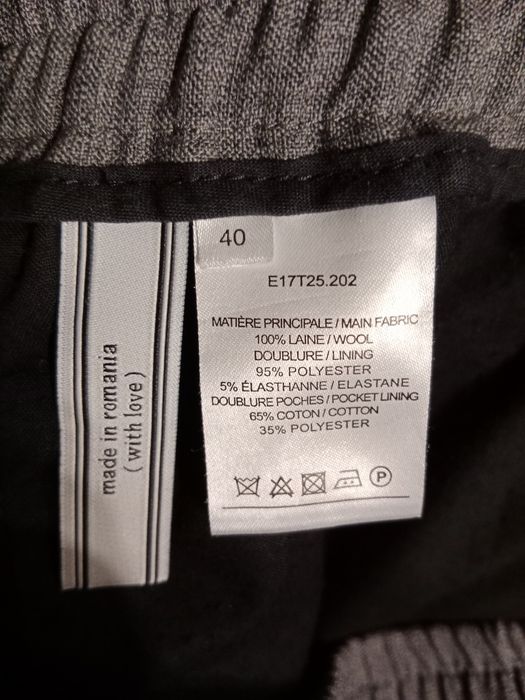 made in romania
(with love)
40
E17T25.202
MATIÈRE PRINCIPALE / MAIN FABRIC
100% LAINE / WOOL
DOUBLURE / LINING
95% POLYESTER
5% ÉLASTHANNE / ELASTANE
DOUBLURE POCHES / POCKET LINING
65% COTON / COTTON
35% POLYESTER
P